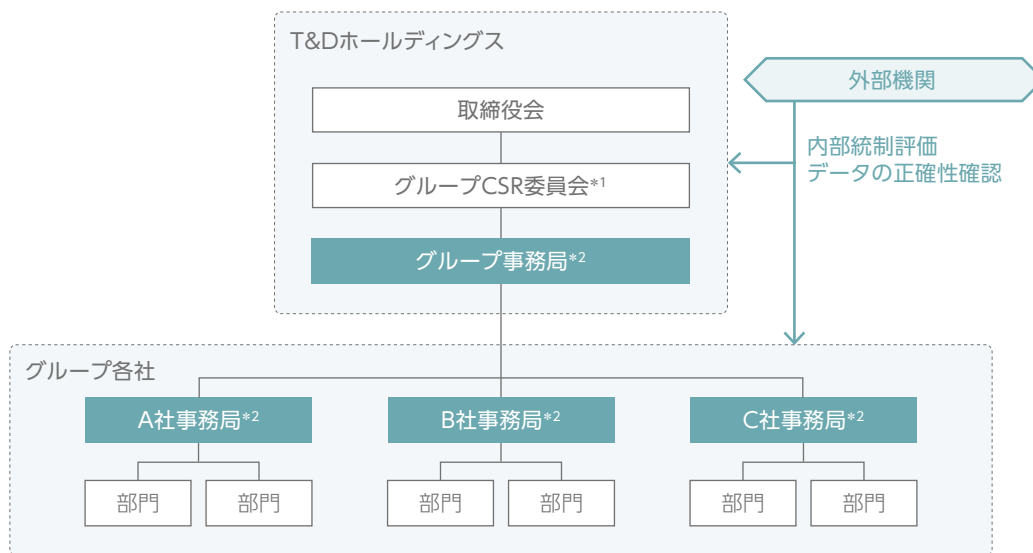 T&Dホールディングス
取締役会
グループCSR委員会*1
グループ事務局*2
外部機関
内部統制評価
データの正確性確認
グループ各社
A社事務局*2
B社事務局*2
C社事務局*2
部門
部門
部門
部門
部門
部門